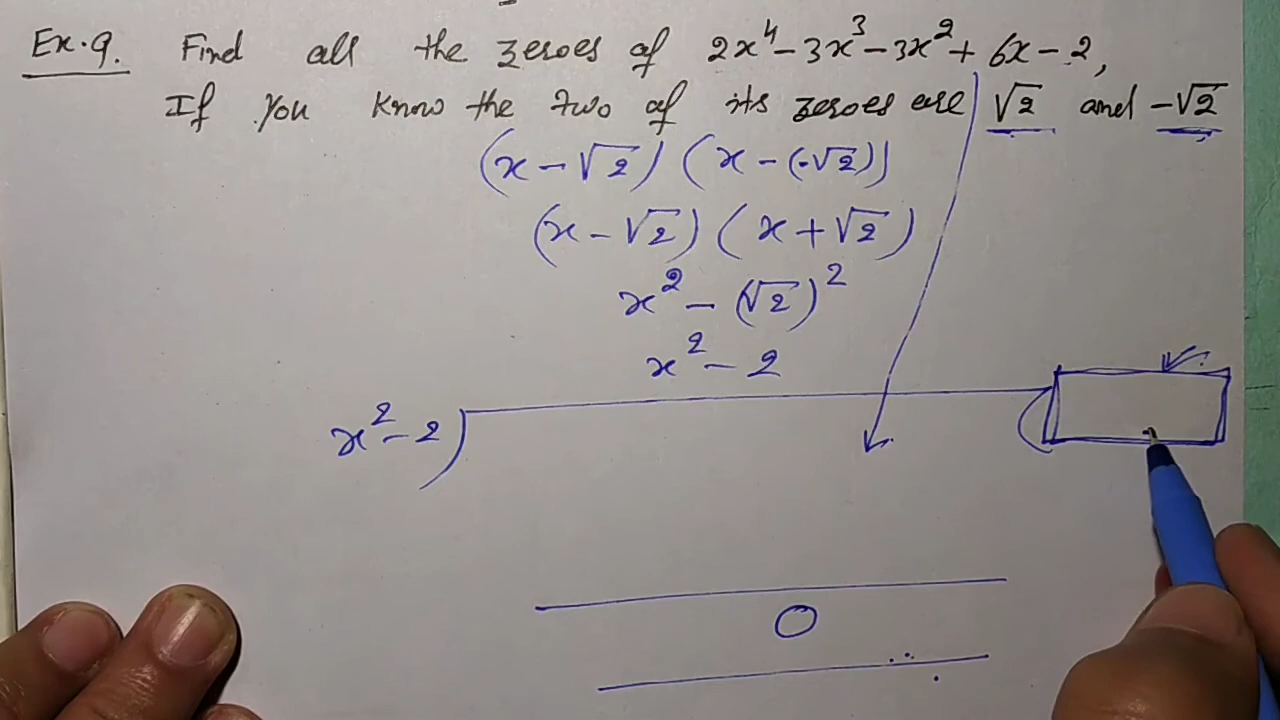 Ex.9. Find all the zeroes of 2x⁴-3x³-3x²+6x-2,
If you know the two of its zeroes are √2 and -√2
(x-√2)(x-(-√2))
(x-√2)(x+√2)
x²-(√2)²
x²-2
x²-2)
0